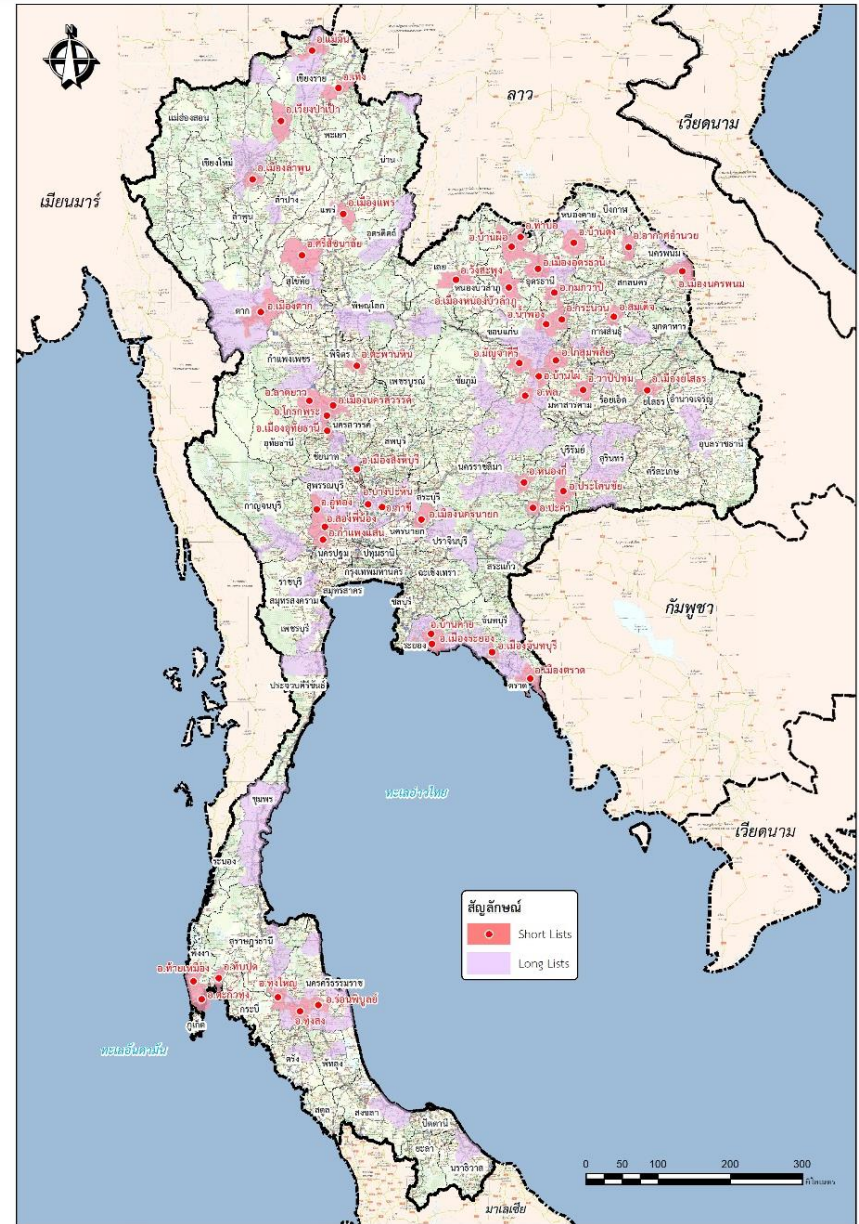 อ.แม่จัน
เชียงราย
อ.เทิง
ลาว
อ.เวียงป่าเป้า
แม่ฮ่องสอน
พะเยา
เวียดนาม
น่าน
เชียงใหม่
อ.เมืองลำพูน
เมียนมาร์
ลำปาง
ลำพูน
แพร่
อ.เมืองแพร่
อุตรดิตถ์
หนองคาย
บึงกาฬ
อ.ท่าบ่อ
อ.บ้านผือ
อ.บ้านดุง
อ.อากาศอำนวย
อ.ศรีสัชนาลัย
นครพนม
อ.เมืองอุดรธานี
อ.เมืองนครพนม
เลย
อ.วังสะพุง
อุดรธานี
สกลนคร
สุโขทัย
หนองบัวลำภู
อ.เมืองหนองบัวลำภู
อ.กุมภวาปี
ตาก
อ.เมืองตาก
พิษณุโลก
อ.น้ำพอง
อ.กระนวน
อ.สมเด็จ
ขอนแก่น
กาฬสินธุ์
มุกดาหาร
กำแพงเพชร
พิจิตร
อ.ตะพานหิน
อ.มัญจาคีรี
อ.โกสุมพิสัย
เพชรบูรณ์
ชัยภูมิ
อ.บ้านไผ่
อ.วาปีปทุม
อ.เมืองยโสธร
อ.พล
มหาสารคาม
ร้อยเอ็ด
ยโสธร
อำนาจเจริญ
อ.ลาดยาว
อ.เมืองนครสวรรค์
อ.โกรกพระ
นครสวรรค์
อ.เมืองอุทัยธานี
อุทัยธานี
ลพบุรี
ชัยนาท
อุบลราชธานี
บุรีรัมย์
สุรินทร์
นครราชสีมา
ศรีสะเกษ
อ.เมืองสิงห์บุรี
สุพรรณบุรี
อ.หนองกี่
อ.ประโคนชัย
อ.ปะคำ
กาญจนบุรี
อ.บางปะหัน
สระบุรี
อ.อู่ทอง
อ.ภาชี
อ.เมืองนครนายก
อ.สองพี่น้อง
นครนายก
อ.กำแพงแสน
ปราจีนบุรี
นครปฐม
ปทุมธานี
สระแก้ว
กรุงเทพมหานคร
ฉะเชิงเทรา
ราชบุรี
สมุทรสาคร
สมุทรสงคราม
ชลบุรี
กัมพูชา
เพชรบุรี
จันทบุรี
อ.บ้านค่าย
ระยอง
อ.เมืองระยอง
อ.เมืองจันทบุรี
อ.เมืองตราด
ตราด
ประจวบคีรีขันธ์
ทะเลอ่าวไทย
ชุมพร
เวียดนาม
ระนอง
สัญลักษณ์
Short Lists
Long Lists
สุราษฎร์ธานี
พังงา
อ.ท้ายเหมือง
อ.ทับปุด
นครศรีธรรมราช
อ.ทุ่งใหญ่
อ.ตะกั่วทุ่ง
อ.ร่อนพิบูลย์
กระบี่
อ.ทุ่งสง
ภูเก็ต
ทะเลอันดามัน
ตรัง
พัทลุง
สตูล
สงขลา
ปัตตานี
ยะลา
นราธิวาส
0 50 100 200 300
กิโลเมตร
มาเลเซีย